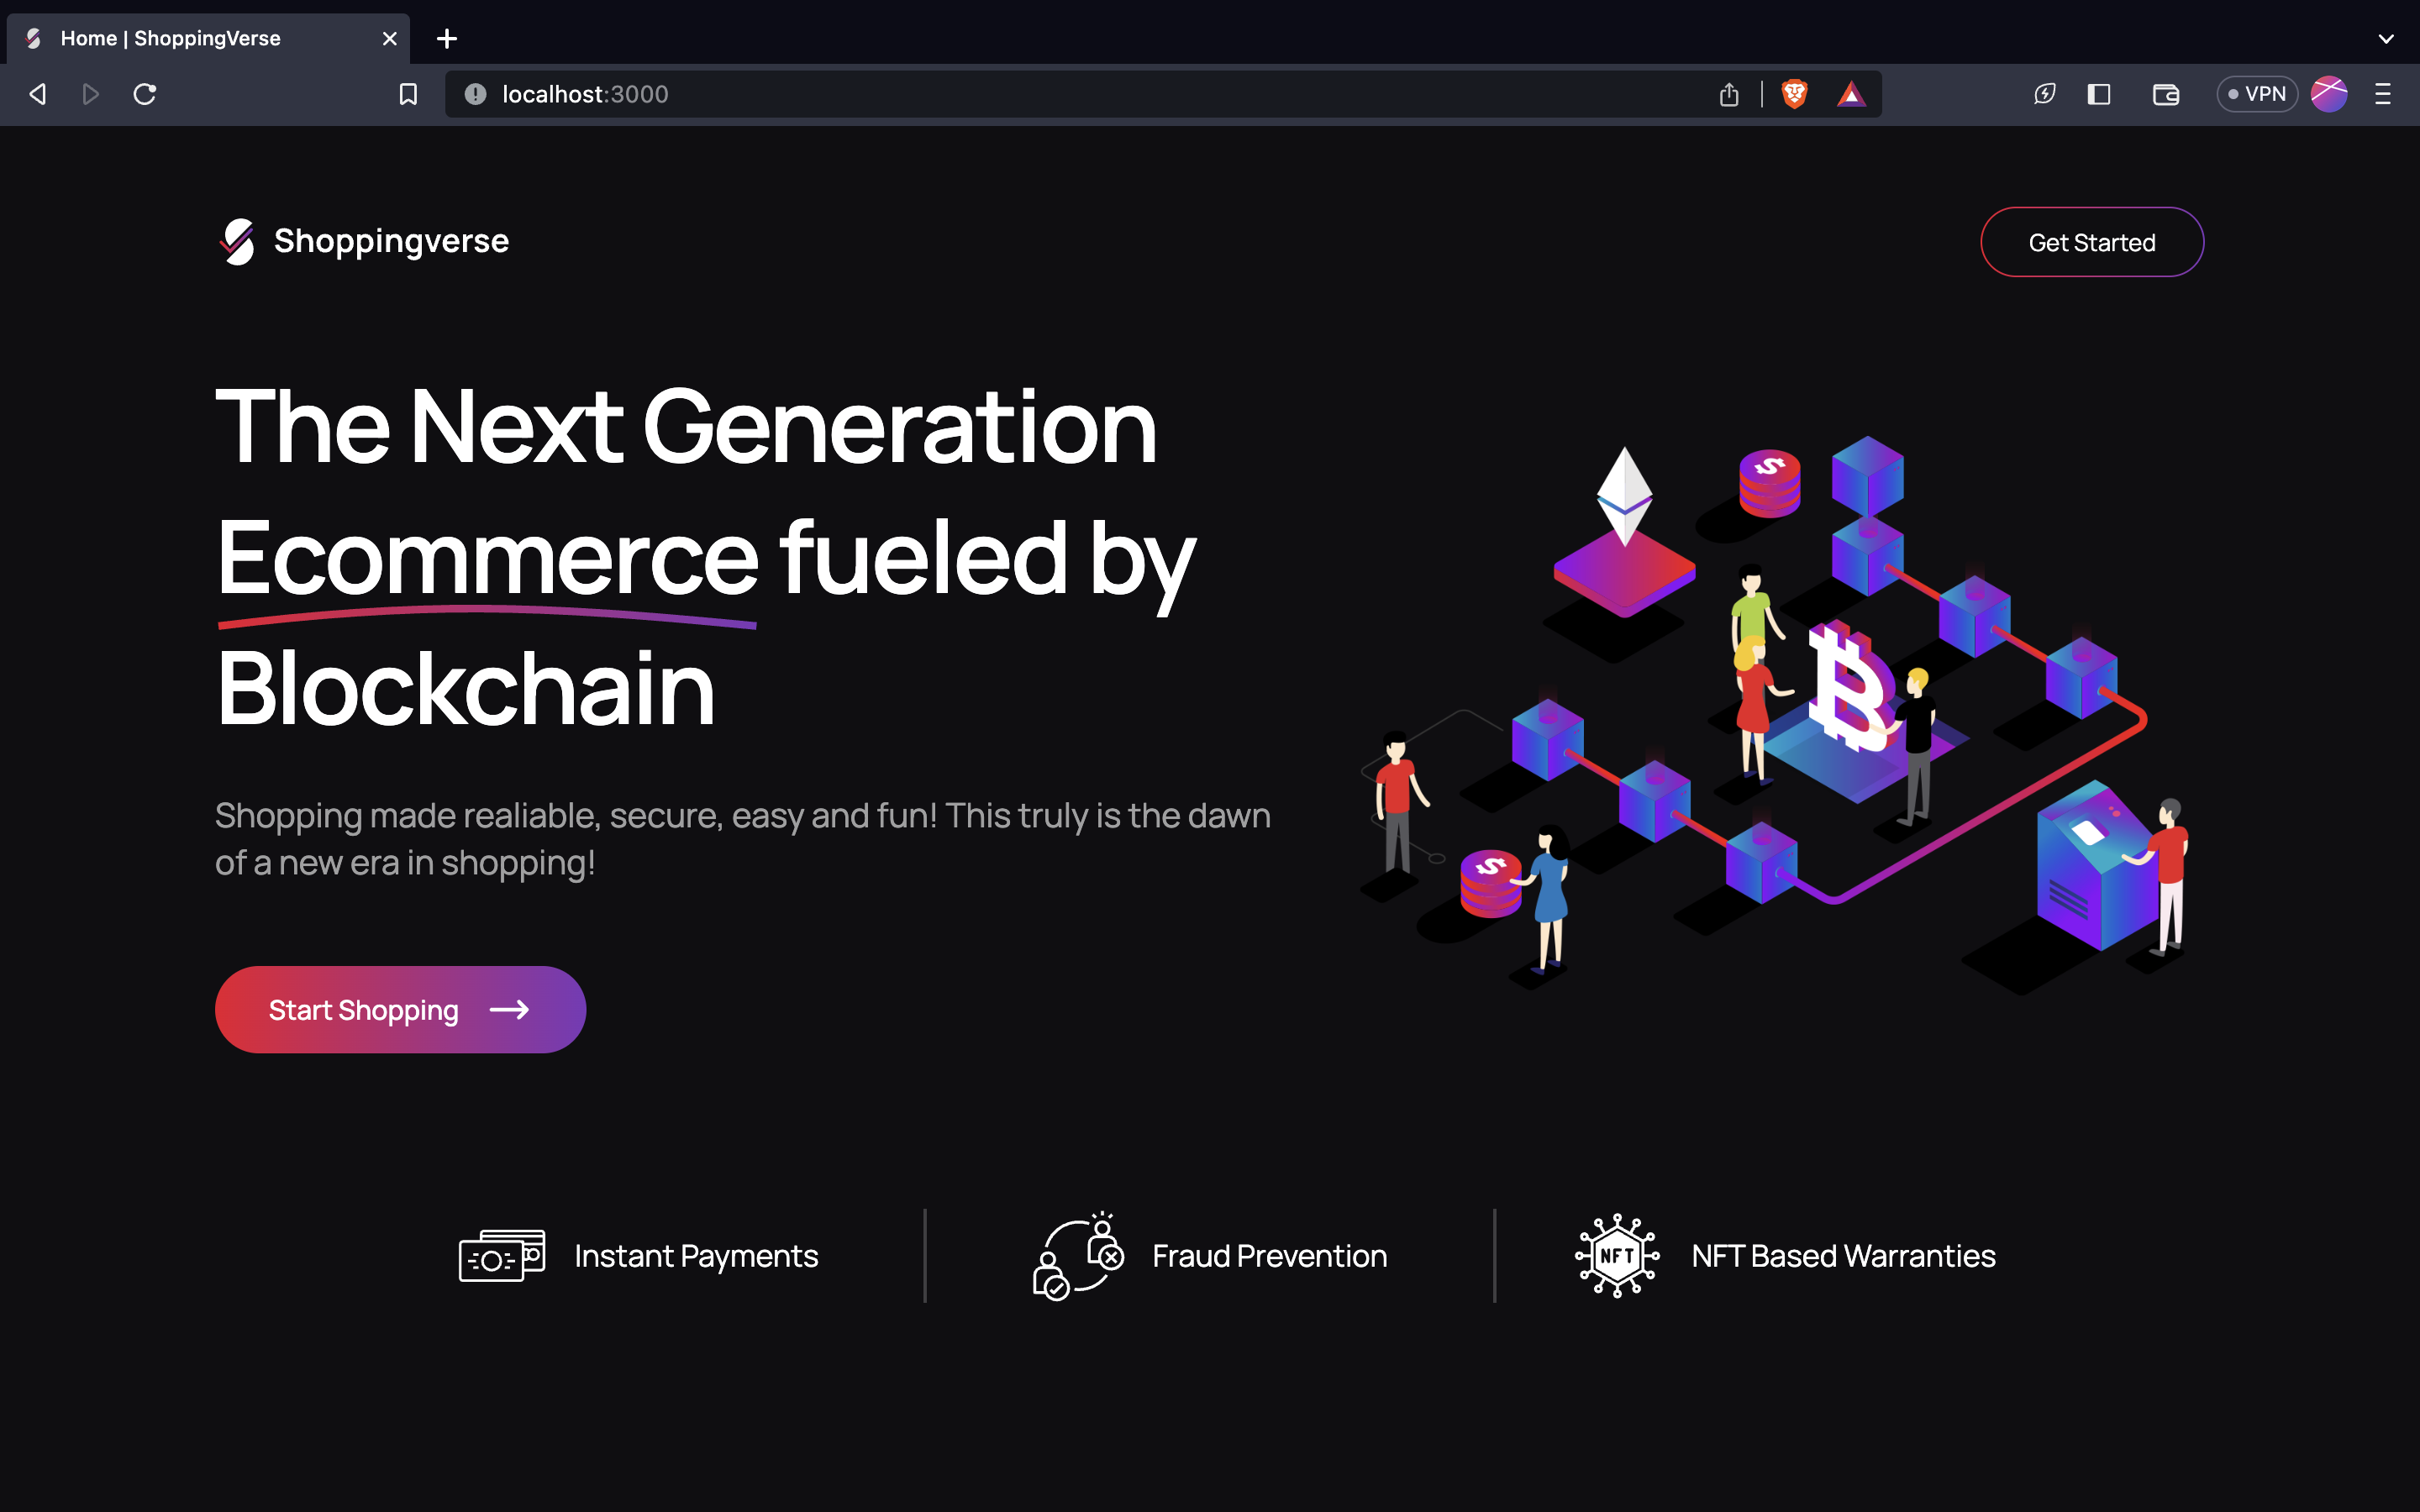 Home | ShoppingVerse
localhost:3000
VPN
Shoppingverse
Get Started
The Next Generation
Ecommerce fueled by
Blockchain
Shopping made realiable, secure, easy and fun! This truly is the dawn
of a new era in shopping!
Start Shopping
$
$
Instant Payments
Fraud Prevention
NFT
NFT Based Warranties